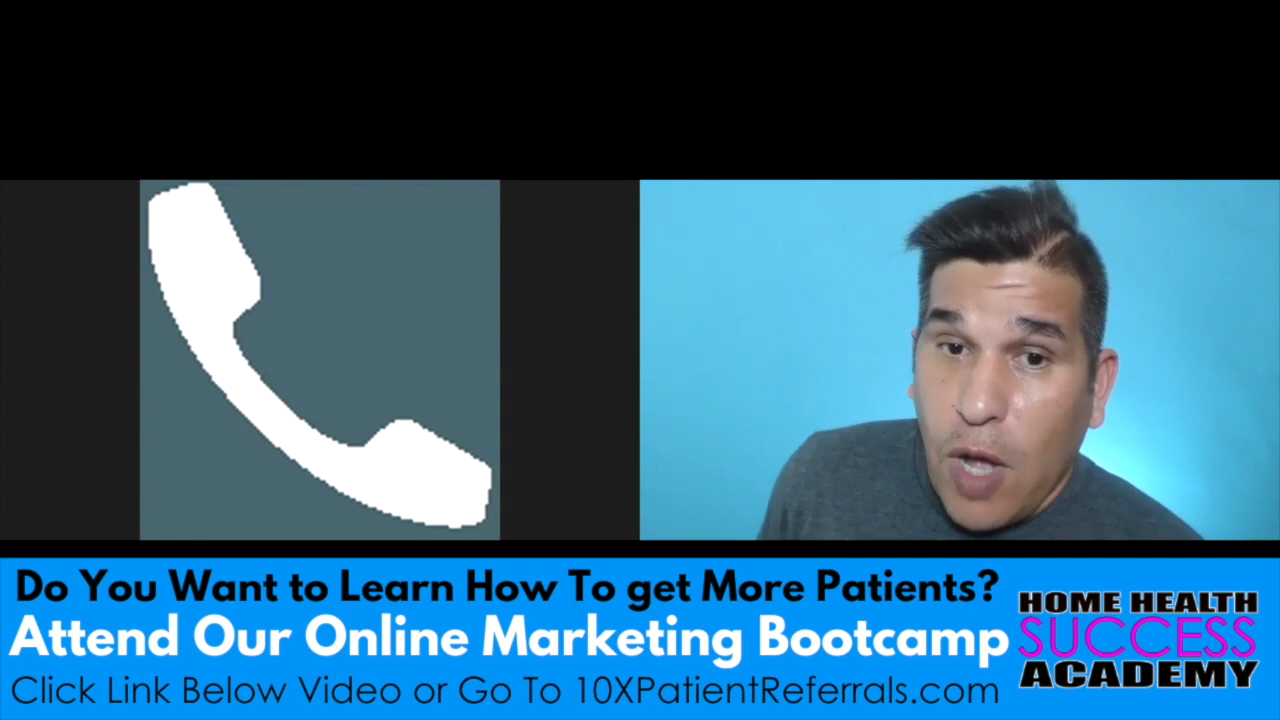 Do You Want to Learn How To get More Patients?
Attend Our Online Marketing Bootcamp
Click Link Below Video or Go To 10XPatientReferrals.com
HOME HEALTH
SUCCESS
ACADEMY